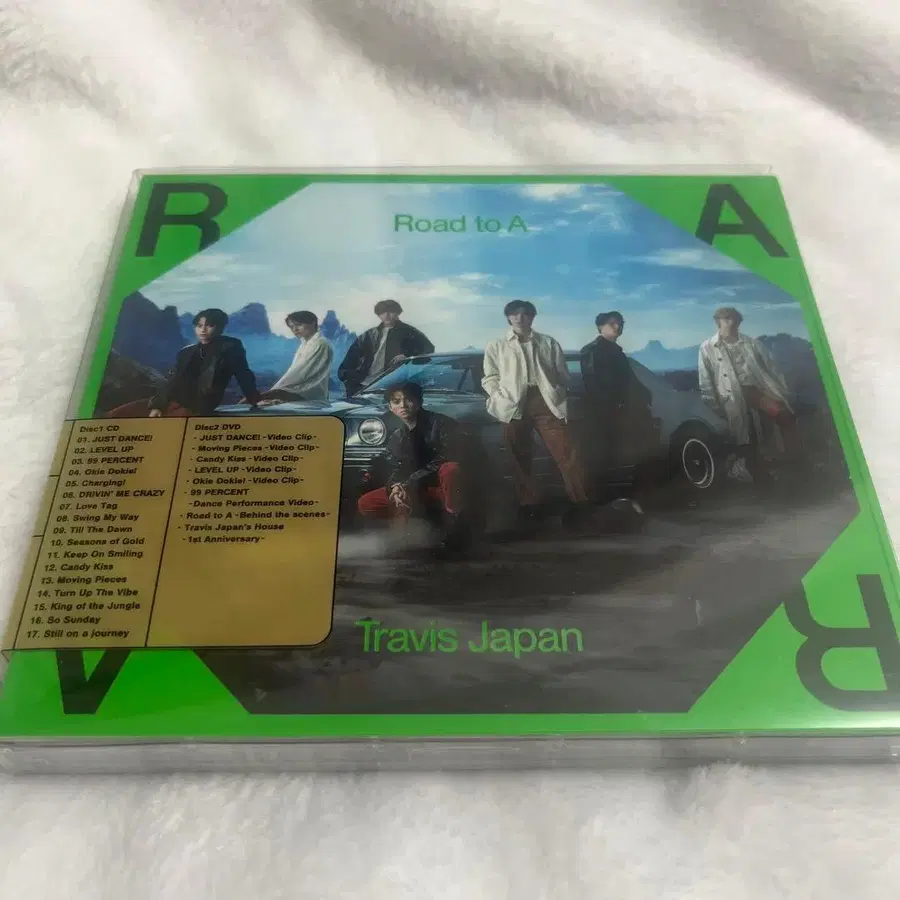 R
A
Road to A
Disc1 CD
01. JUST DANCE!
02. LEVEL UP
03. 99 PERCENT
04. Okie Dokie!
05. Charging!
06. DRIVIN' ME CRAZY
07. Love Tag
08. Swing My Way
09. Till The Dawn
10. Seasons of Gold
11. Keep On Smiling
12. Candy Kiss
13. Moving Pieces
14. Turn Up The Vibe
15. King of the Jungle
16. So Sunday
17. Still on a journey
Disc2 DVD
- JUST DANCE! -Video Clip-
- Moving Pieces -Video Clip-
- Candy Kiss -Video Clip-
- LEVEL UP -Video Clip-
- Okie Dokie! -Video Clip-
- 99 PERCENT
-Dance Performance Video-
- Road to A -Behind the scenes-
- Travis Japan's House
-1st Anniversary-
Travis Japan
A
R